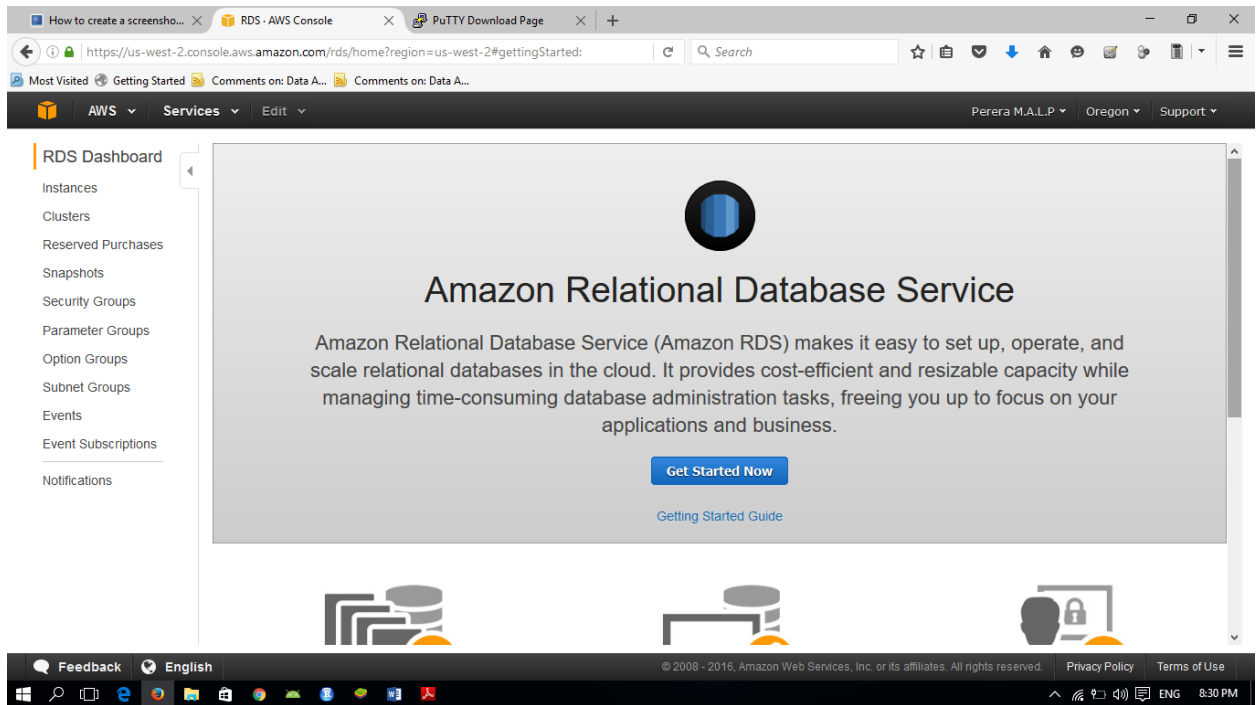 How to create a screensho...
RDS · AWS Console
PuTTY Download Page
https://us-west-2.console.aws.amazon.com/rds/home?region=us-west-2#gettingStarted:
Search
Most Visited
Getting Started
Comments on: Data A...
Comments on: Data A...
AWS
Services
Edit
Perera M.A.L.P
Oregon
Support
RDS Dashboard
Instances
Clusters
Reserved Purchases
Snapshots
Security Groups
Parameter Groups
Option Groups
Subnet Groups
Events
Event Subscriptions
Notifications
Amazon Relational Database Service
Amazon Relational Database Service (Amazon RDS) makes it easy to set up, operate, and
scale relational databases in the cloud. It provides cost-efficient and resizable capacity while
managing time-consuming database administration tasks, freeing you up to focus on your
applications and business.
Get Started Now
Getting Started Guide
Feedback
English
© 2008 - 2016, Amazon Web Services, Inc. or its affiliates. All rights reserved.
Privacy Policy
Terms of Use
ENG
8:30 PM